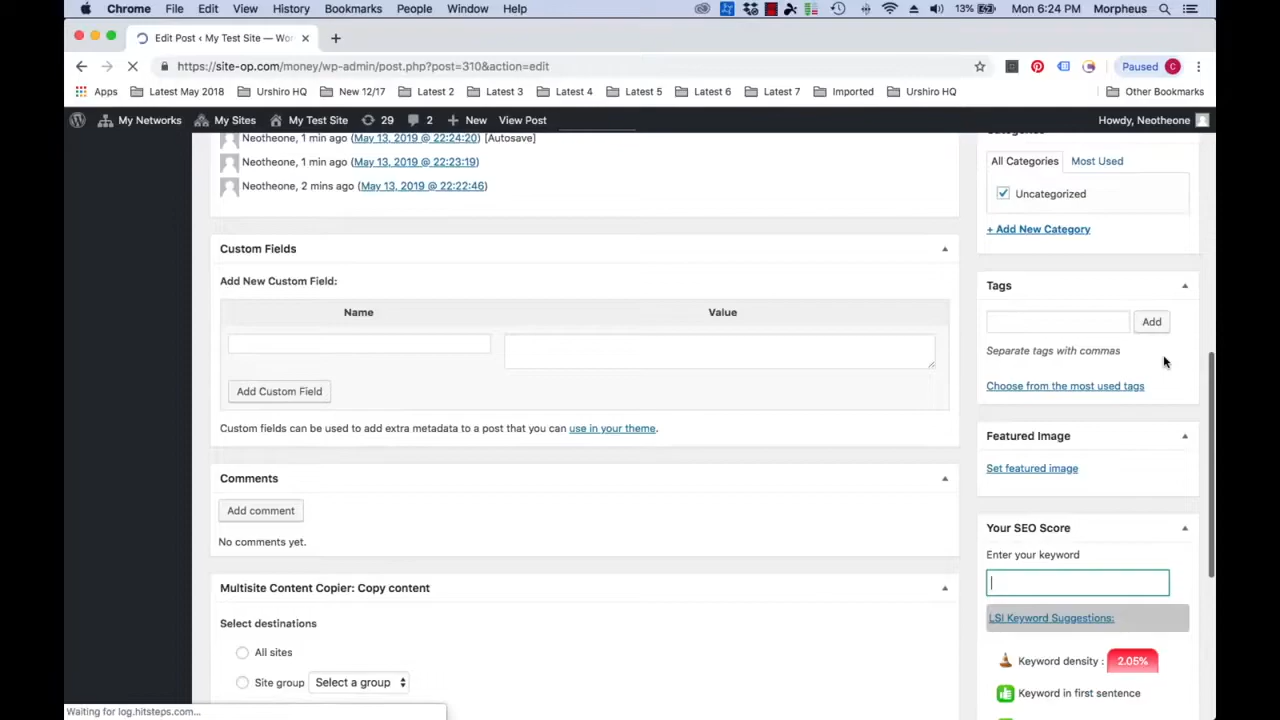 Chrome File Edit View History Bookmarks People Window Help 13% Mon 6:24 PM Morpheus
Edit Post ‹ My Test Site — Wor
https://site-op.com/money/wp-admin/post.php?post=310&action=edit Paused C
Apps Latest May 2018 Urshiro HQ New 12/17 Latest 2 Latest 3 Latest 4 Latest 5 Latest 6 Latest 7 Imported Urshiro HQ Other Bookmarks
My Networks My Sites My Test Site 29 2 New View Post Howdy, Neotheone
Neotheone, 1 min ago (May 13, 2019 @ 22:24:20) [Autosave]
Neotheone, 1 min ago (May 13, 2019 @ 22:23:19)
Neotheone, 2 mins ago (May 13, 2019 @ 22:22:46)
Custom Fields
Add New Custom Field:
Name Value
Add Custom Field
Custom fields can be used to add extra metadata to a post that you can use in your theme.
Comments
Add comment
No comments yet.
Multisite Content Copier: Copy content
Select destinations
All sites
Site group Select a group
Categories
All Categories Most Used
Uncategorized
+ Add New Category
Tags
Add
Separate tags with commas
Choose from the most used tags
Featured Image
Set featured image
Your SEO Score
Enter your keyword
LSI Keyword Suggestions:
Keyword density : 2.05%
Keyword in first sentence
Waiting for log.hitsteps.com...